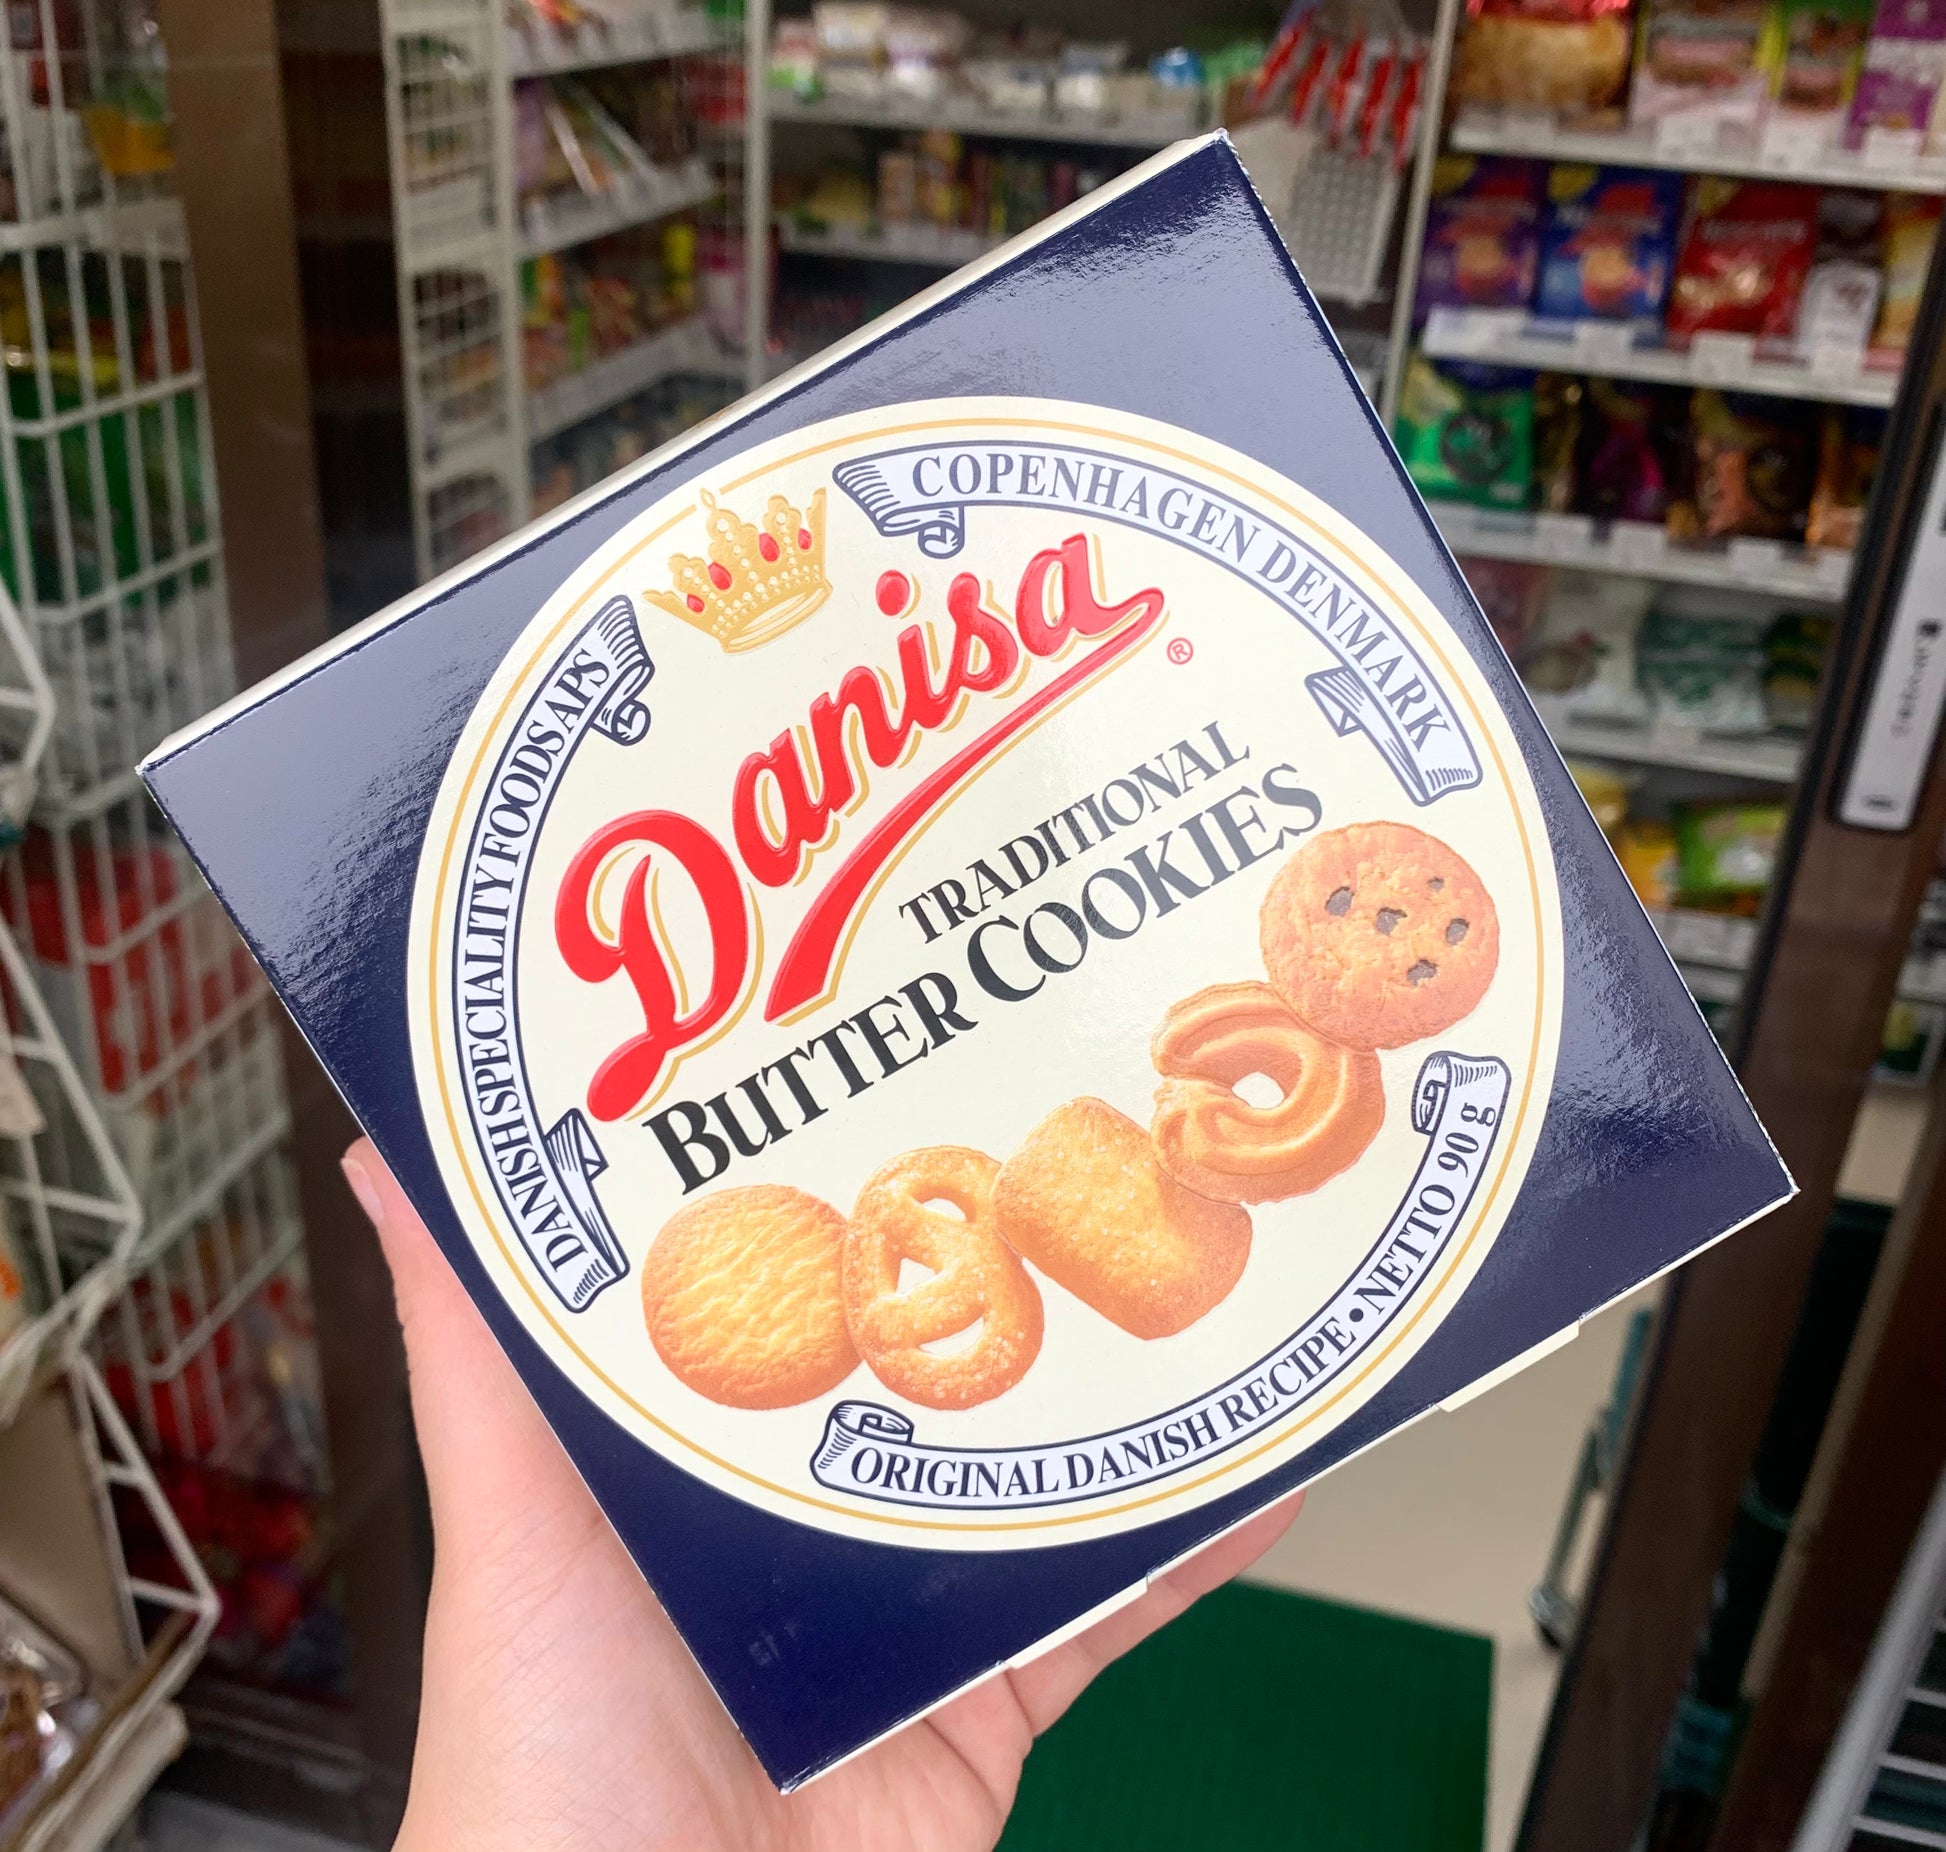 COPENHAGEN DENMARK
DANISH SPECIALITY FOODS APS
Danisa®
TRADITIONAL
BUTTER COOKIES
ORIGINAL DANISH RECIPE • NETTO 90 g